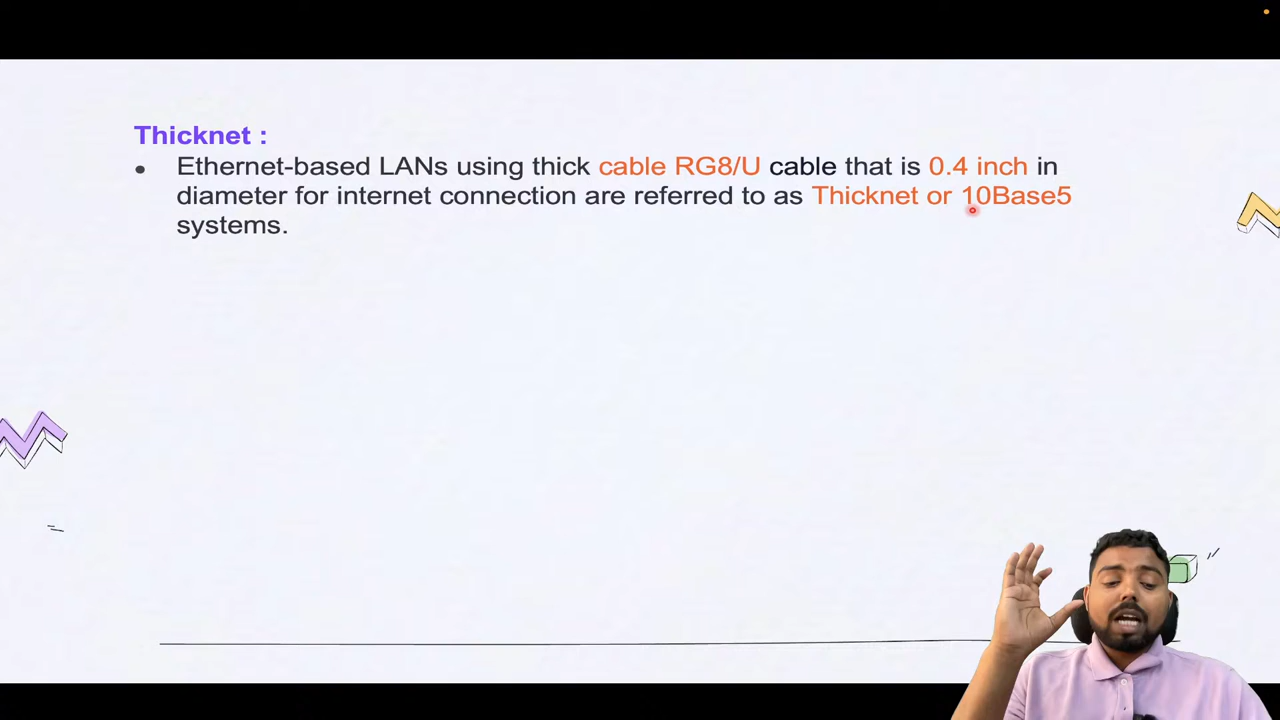 Thicknet :
• Ethernet-based LANs using thick cable RG8/U cable that is 0.4 inch in
diameter for internet connection are referred to as Thicknet or 10Base5
systems.